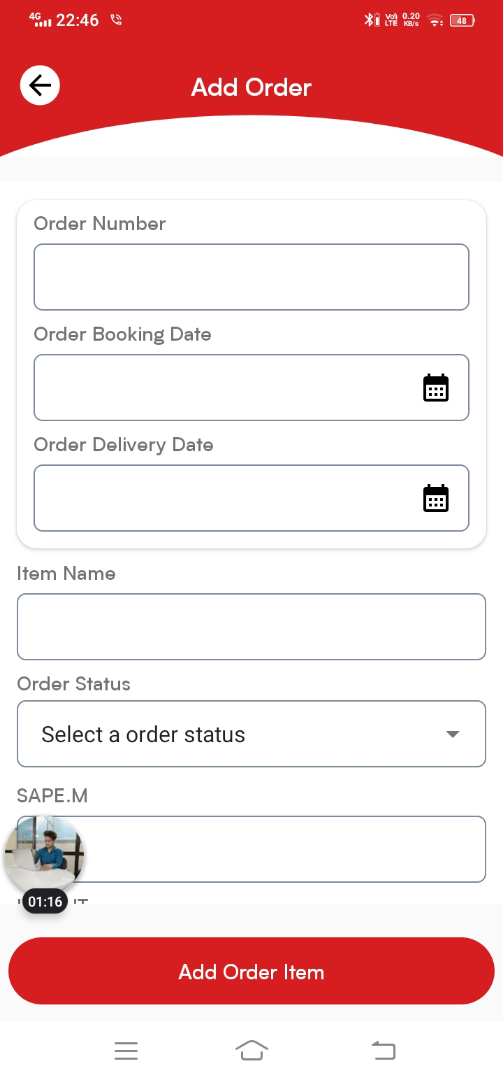 4G 22:46 Vo) LTE 0.20 KB/s 48
Add Order
Order Number
Order Booking Date
Order Delivery Date
Item Name
Order Status
Select a order status
SAPE.M
01:16
Add Order Item